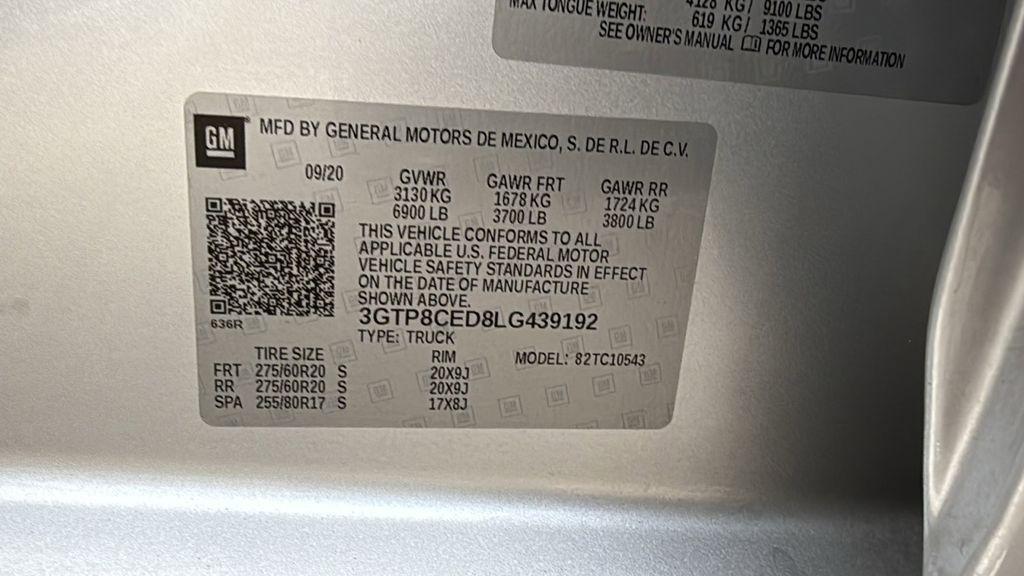 4128 KG / 9100 LBS
MAX TONGUE WEIGHT: 619 KG / 1365 LBS
SEE OWNER'S MANUAL FOR MORE INFORMATION
GM
MFD BY GENERAL MOTORS DE MEXICO, S. DE R.L. DE C.V.
09/20 GVWR GAWR FRT GAWR RR
3130 KG 1678 KG 1724 KG
6900 LB 3700 LB 3800 LB
THIS VEHICLE CONFORMS TO ALL
APPLICABLE U.S. FEDERAL MOTOR
VEHICLE SAFETY STANDARDS IN EFFECT
ON THE DATE OF MANUFACTURE
SHOWN ABOVE.
636R
3GTP8CED8LG439192
TYPE: TRUCK
TIRE SIZE RIM MODEL: 82TC10543
FRT 275/60R20 S 20X9J
RR 275/60R20 S 20X9J
SPA 255/80R17 S 17X8J